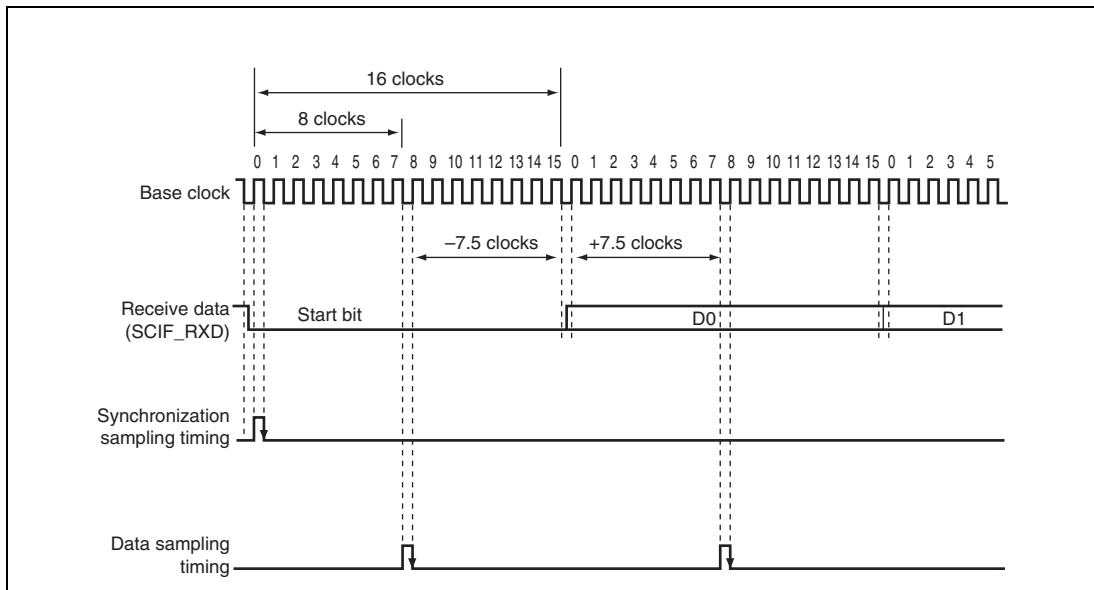 16 clocks
8 clocks
0 1 2 3 4 5 6 7 8 9 10 11 12 13 14 15 0 1 2 3 4 5 6 7 8 9 10 11 12 13 14 15 0 1 2 3 4 5
Base clock
–7.5 clocks
+7.5 clocks
Receive data
(SCIF_RXD)
Start bit
D0
D1
Synchronization
sampling timing
Data sampling
timing